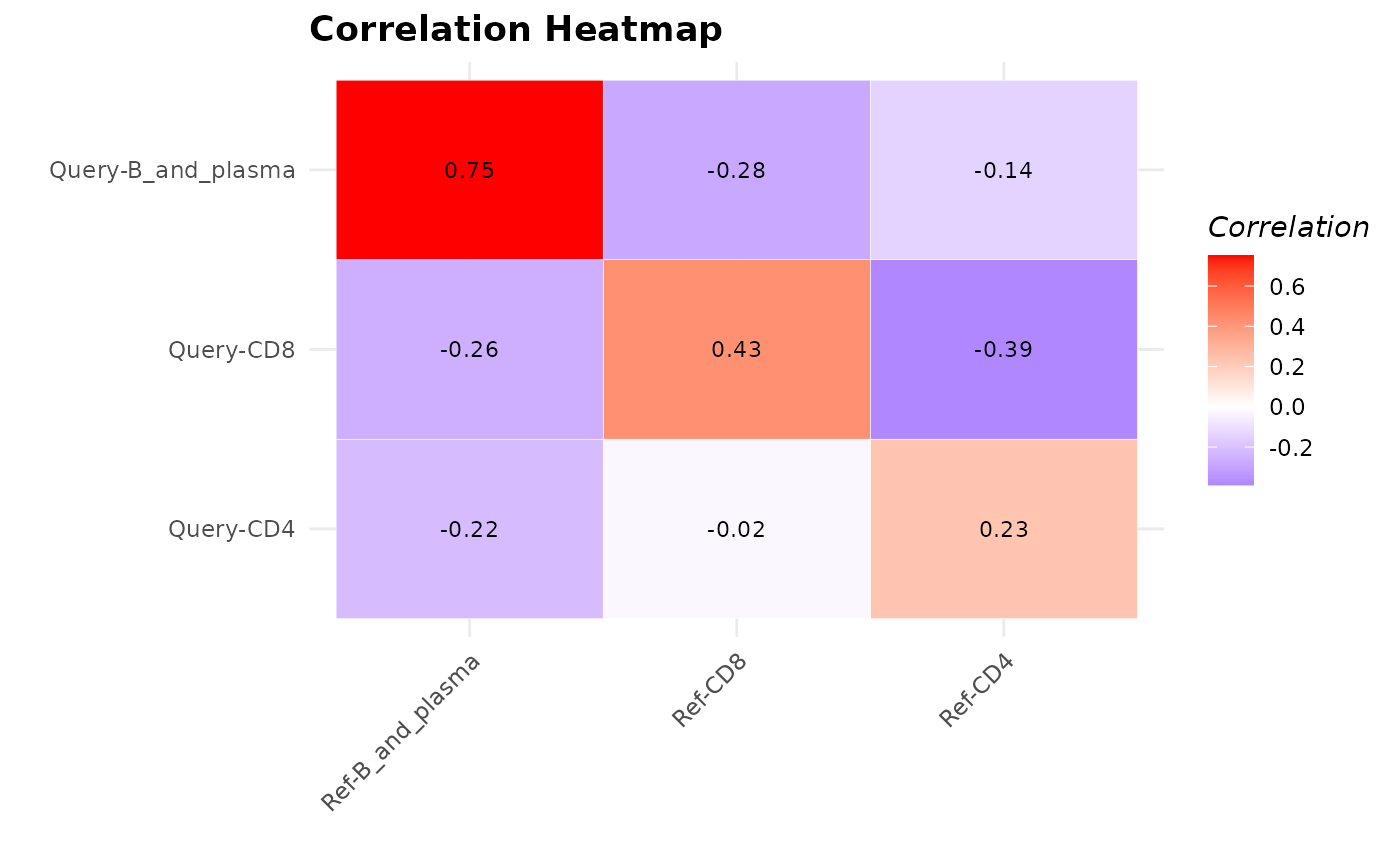 Correlation Heatmap
Query-B_and_plasma
0.75
-0.28
-0.14
Query-CD8
-0.26
0.43
-0.39
Query-CD4
-0.22
-0.02
0.23
Ref-B_and_plasma
Ref-CD8
Ref-CD4
Correlation
0.6
0.4
0.2
0.0
-0.2